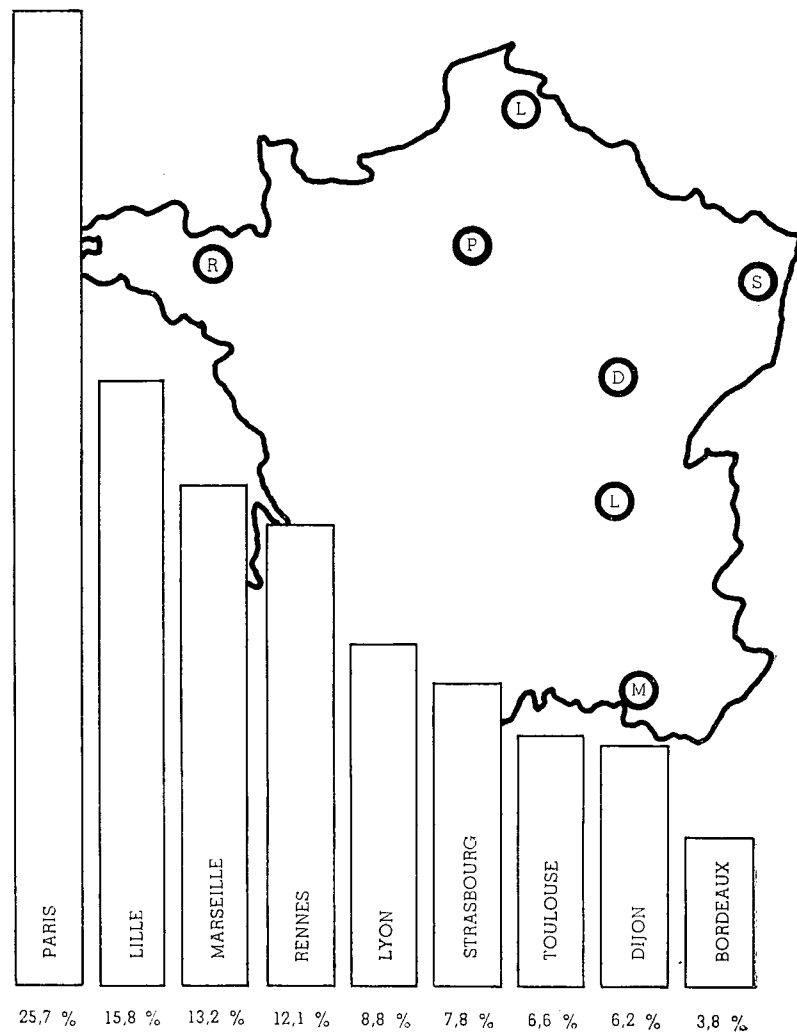 L
P
R
S
D
L
M
PARIS
LILLE
MARSEILLE
RENNES
LYON
STRASBOURG
TOULOUSE
DIJON
BORDEAUX
25,7 % 15,8 % 13,2 % 12,1 % 8,8 % 7,8 % 6,6 % 6,2 % 3,8 %